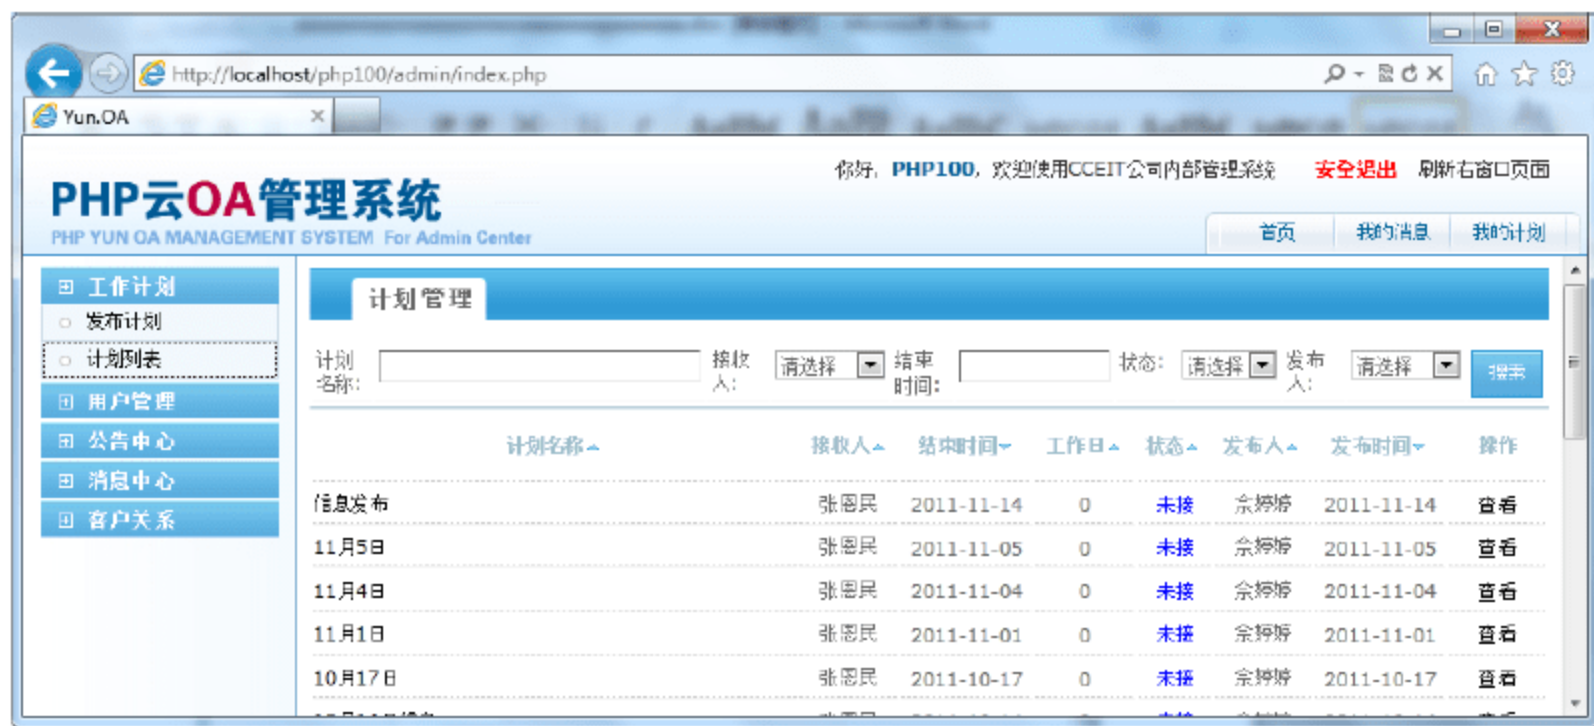 http://localhost/php100/admin/index.php
Yun.OA
你好, PHP100, 欢迎使用CCEIT公司内部管理系统 安全退出 刷新右窗口页面
PHP云OA管理系统
PHP YUN OA MANAGEMENT SYSTEM For Admin Center
首页 我的消息 我的计划
工作计划
发布计划
计划列表
用户管理
公告中心
消息中心
客户关系
计划管理
计划名称: 接收人: 请选择 结束时间: 状态: 请选择 发布人: 请选择 搜索
计划名称 接收人 结束时间 工作日 状态 发布人 发布时间 操作
信息发布 张恩民 2011-11-14 0 未接 佘婷婷 2011-11-14 查看
11月5日 张恩民 2011-11-05 0 未接 佘婷婷 2011-11-05 查看
11月4日 张恩民 2011-11-04 0 未接 佘婷婷 2011-11-04 查看
11月1日 张恩民 2011-11-01 0 未接 佘婷婷 2011-11-01 查看
10月17日 张恩民 2011-10-17 0 未接 佘婷婷 2011-10-17 查看